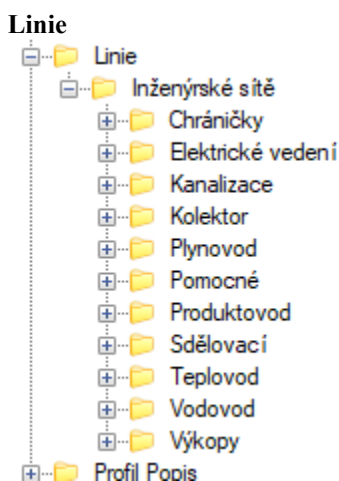 Linie
Linie
Inženýrské sítě
Chráničky
Elektrické vedení
Kanalizace
Kolektor
Plynovod
Pomocné
Produktovod
Sdělovací
Teplovod
Vodovod
Výkopy
Profil Popis